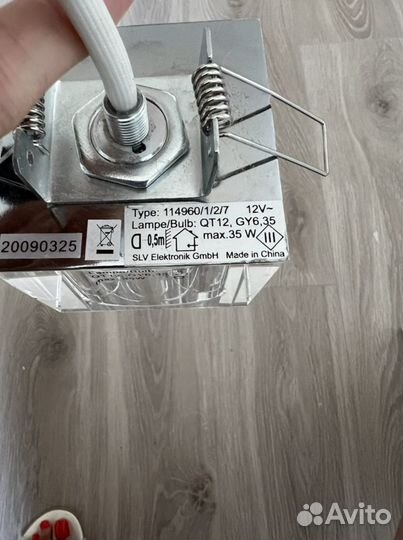 Type: 114960/1/2/7 12V~
Lampe/Bulb: QT12, GY6,35
0,5m max.35 W III
SLV Elektronik GmbH Made in China
20090325
Avito